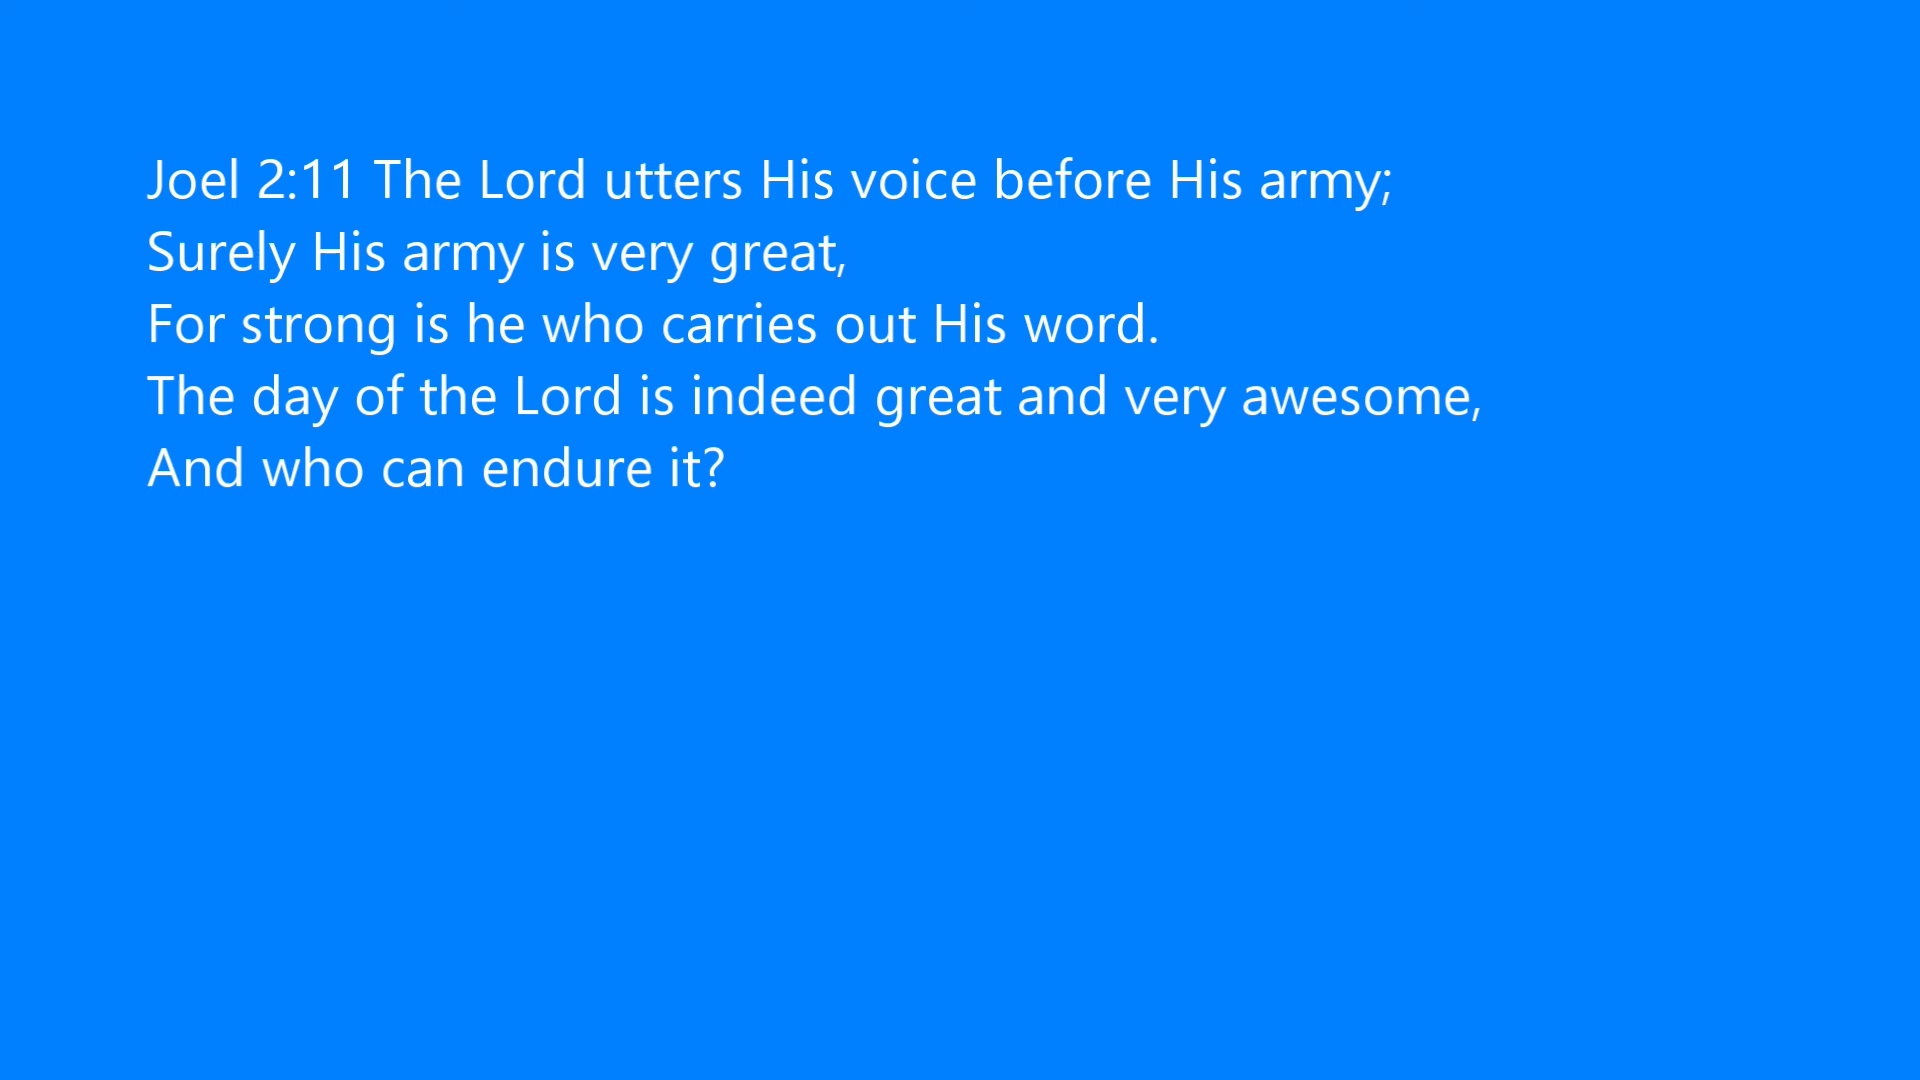 Joel 2:11 The Lord utters His voice before His army;
Surely His army is very great,
For strong is he who carries out His word.
The day of the Lord is indeed great and very awesome,
And who can endure it?